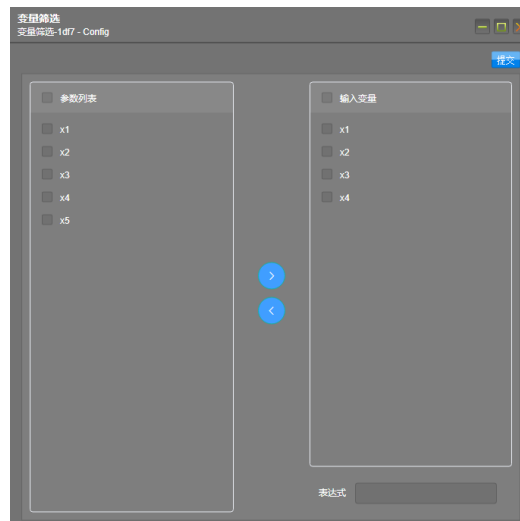 变量筛选
变量筛选-1df7 - Config
提交
参数列表
x1
x2
x3
x4
x5
输入变量
x1
x2
x3
x4
表达式